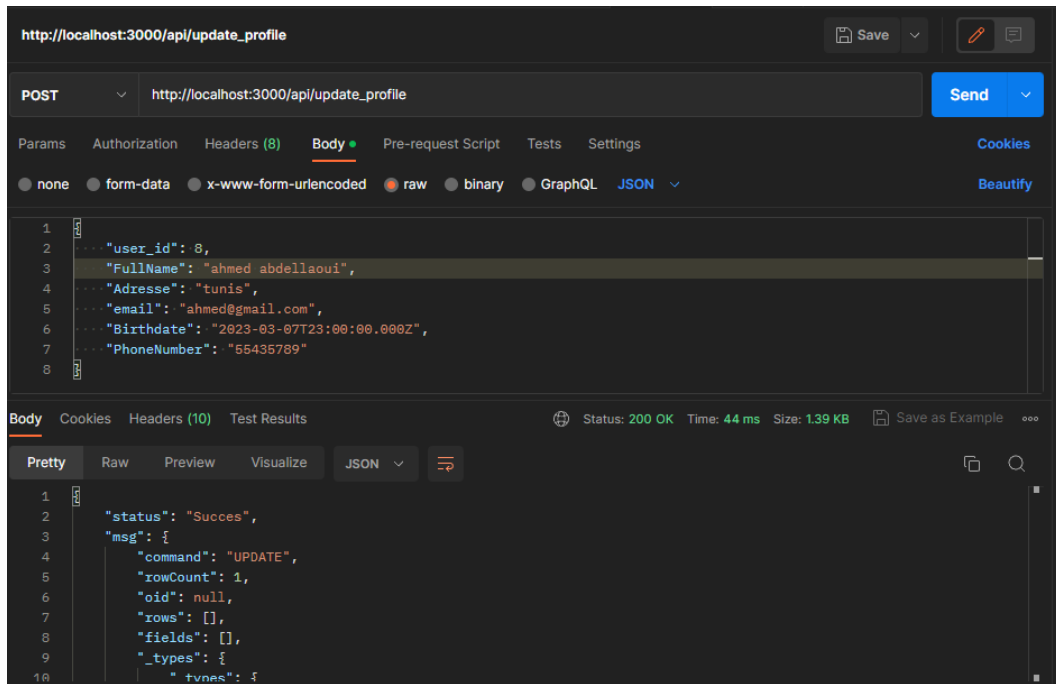 http://localhost:3000/api/update_profile Save
POST http://localhost:3000/api/update_profile Send
Params Authorization Headers (8) Body Pre-request Script Tests Settings Cookies
none form-data x-www-form-urlencoded raw binary GraphQL JSON Beautify
1 {
2 "user_id": 8,
3 "FullName": "ahmed abdellaoui",
4 "Adresse": "tunis",
5 "email": "ahmed@gmail.com",
6 "Birthdate": "2023-03-07T23:00:00.000Z",
7 "PhoneNumber": "55435789"
8 }
Body Cookies Headers (10) Test Results Status: 200 OK Time: 44 ms Size: 1.39 KB Save as Example
Pretty Raw Preview Visualize JSON
1 {
2 "status": "Succes",
3 "msg": {
4 "command": "UPDATE",
5 "rowCount": 1,
6 "oid": null,
7 "rows": [],
8 "fields": [],
9 "_types": {
10 "_types": {